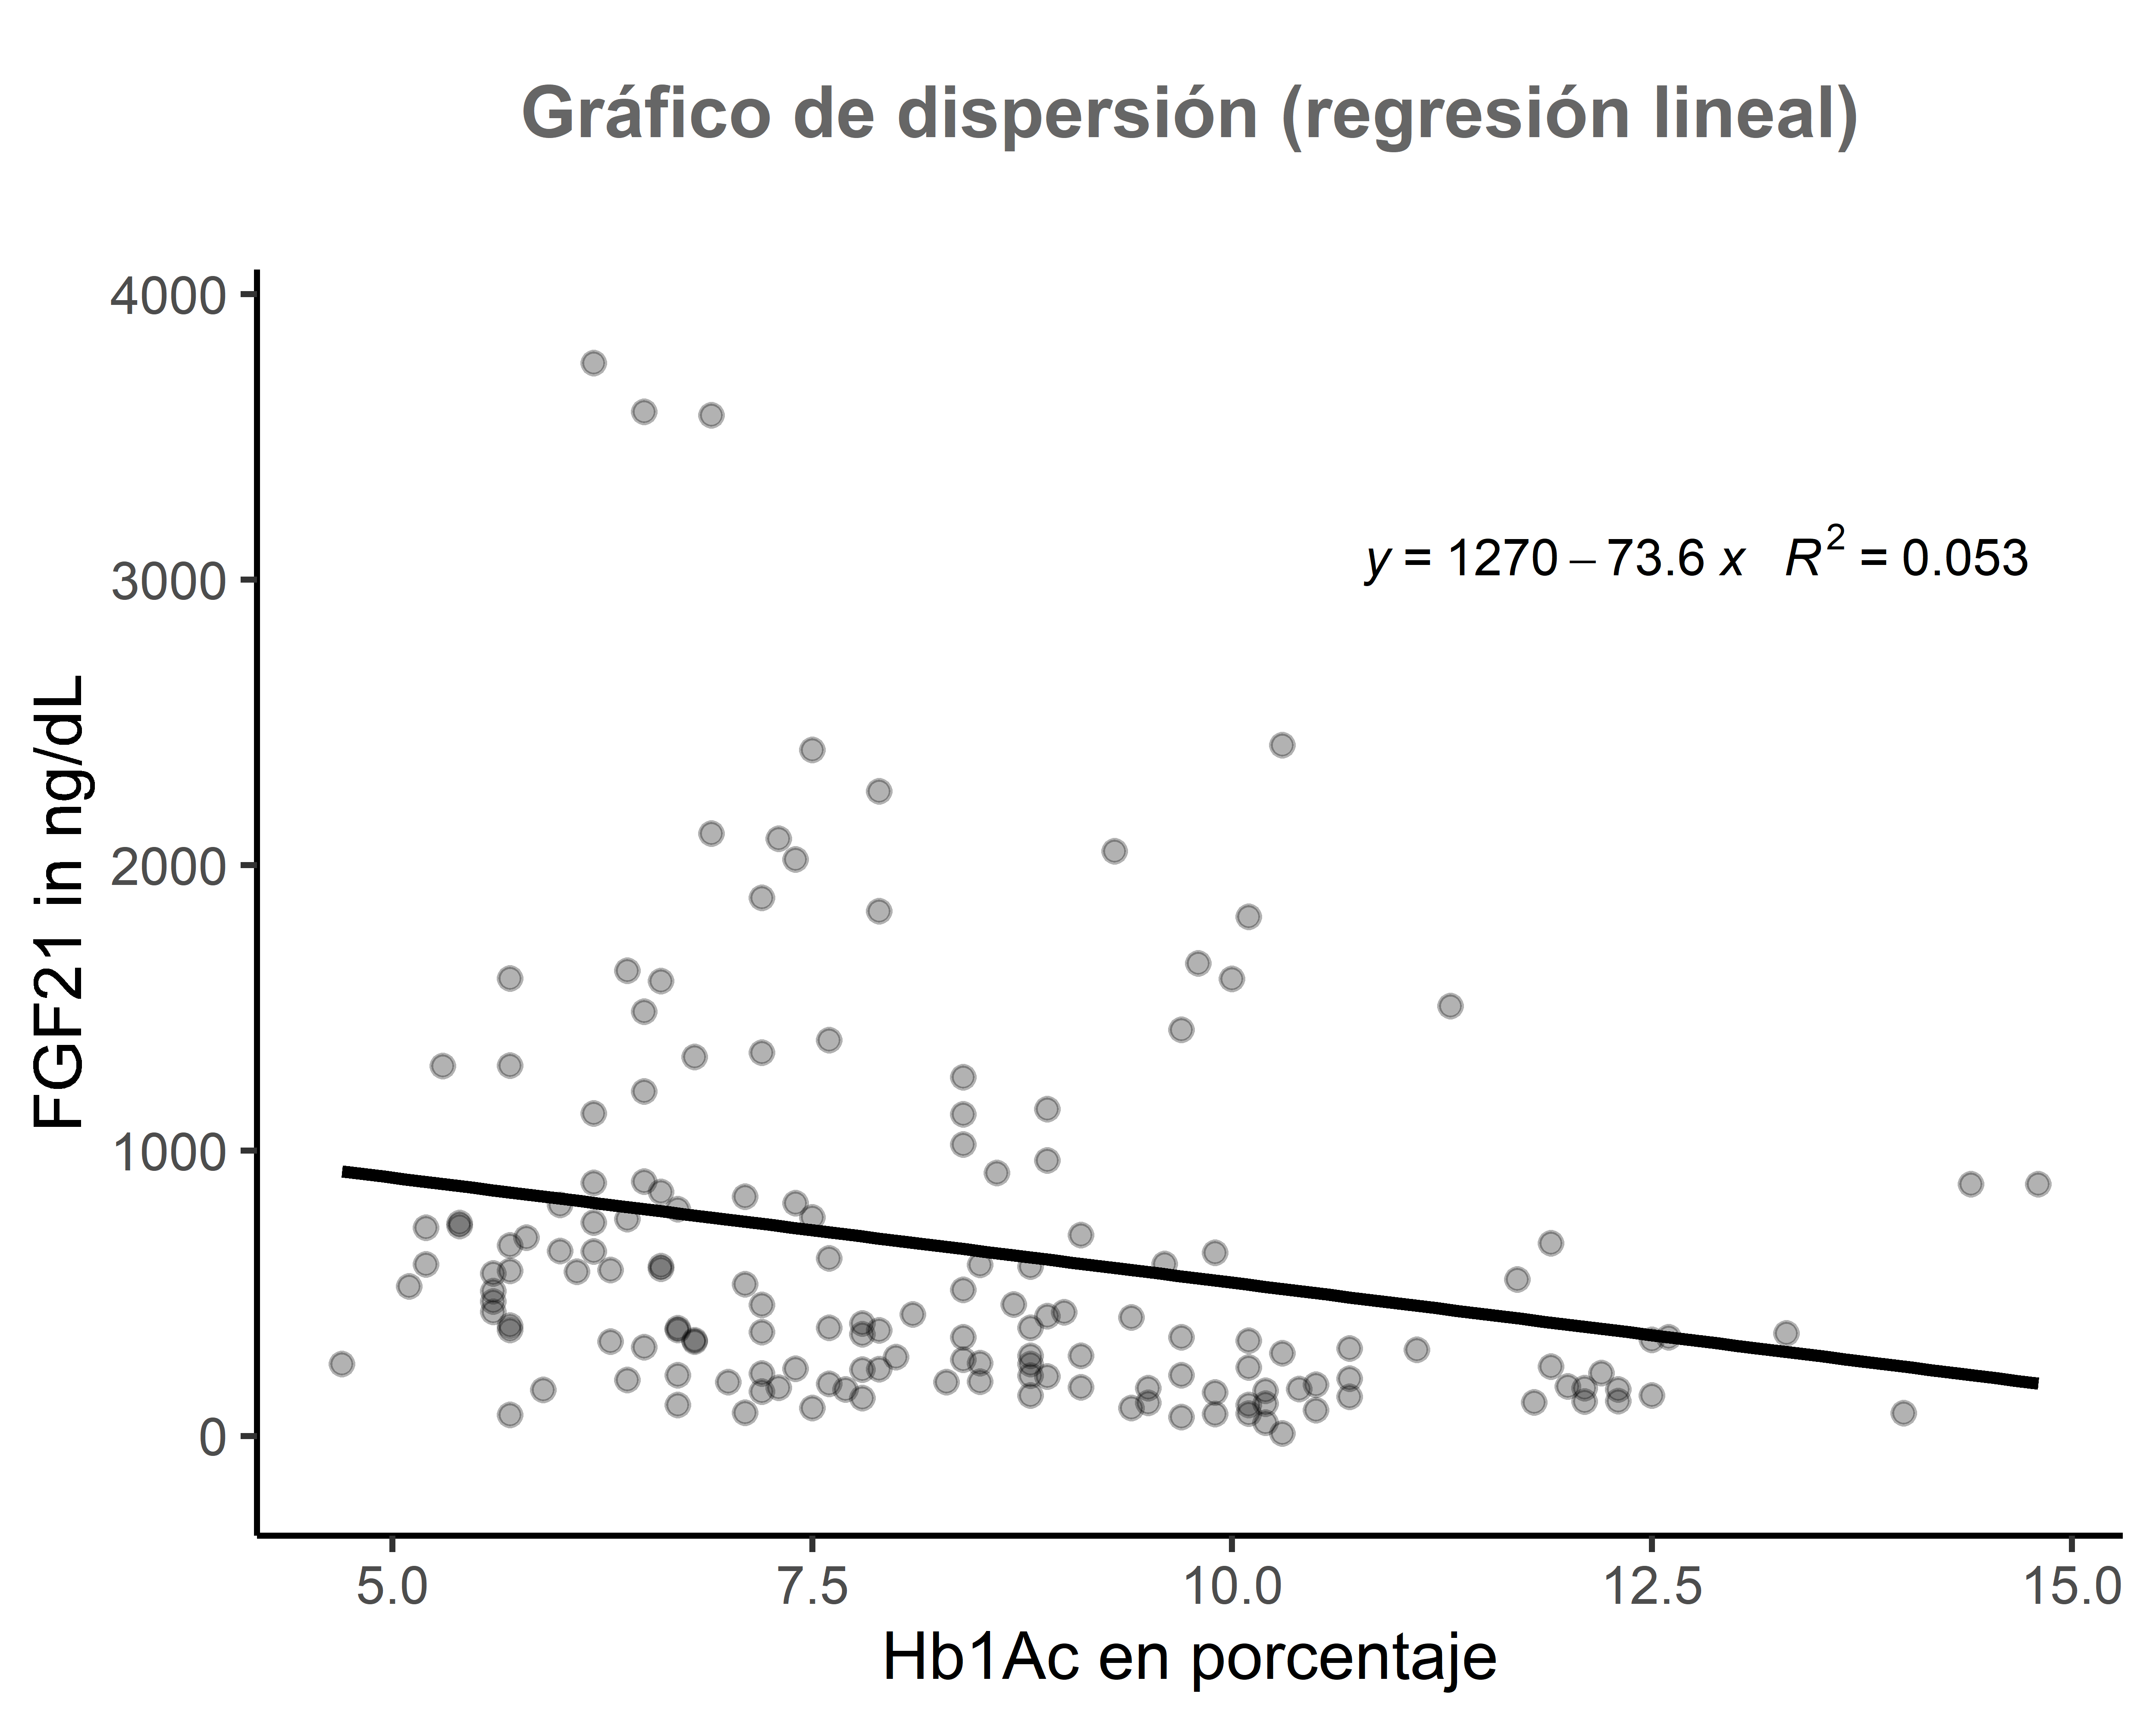 Gráfico de dispersión (regresión lineal)
4000
3000
2000
1000
0
FGF21 in ng/dL
y = 1270 – 73.6 x R² = 0.053
5.0 7.5 10.0 12.5 15.0
Hb1Ac en porcentaje